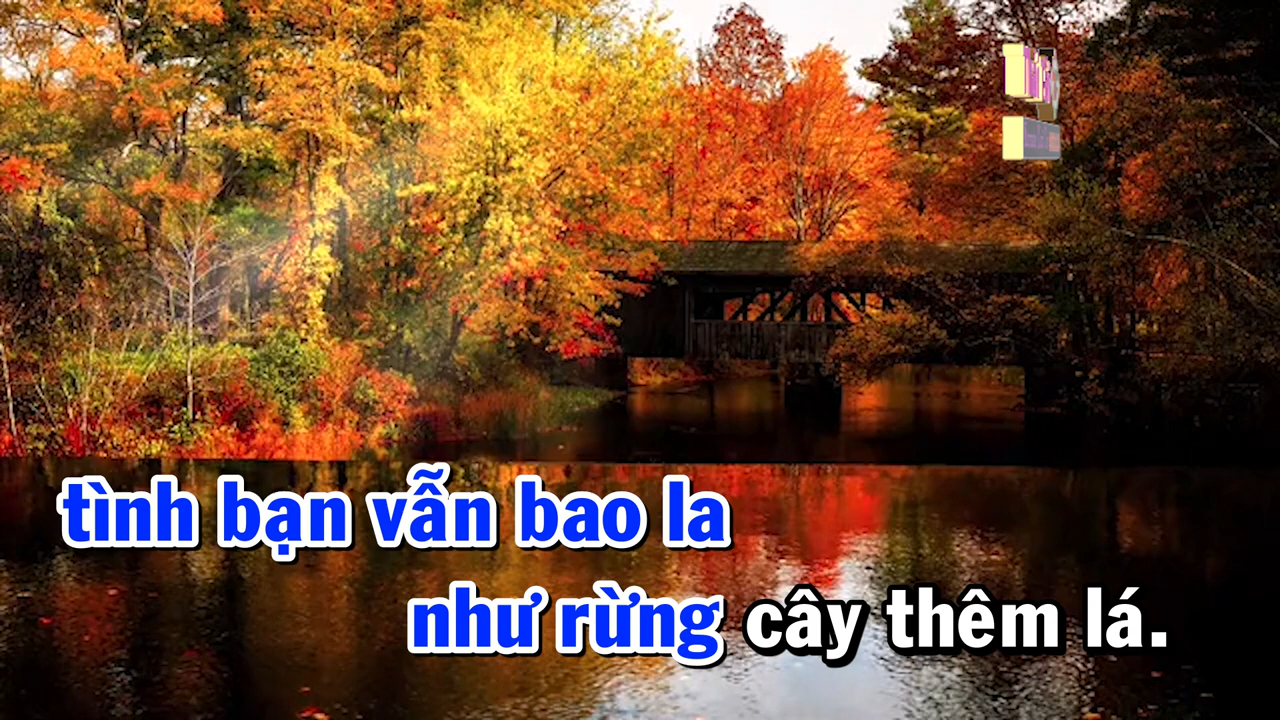 tình bạn vẫn bao la
như rừng cây thêm lá.